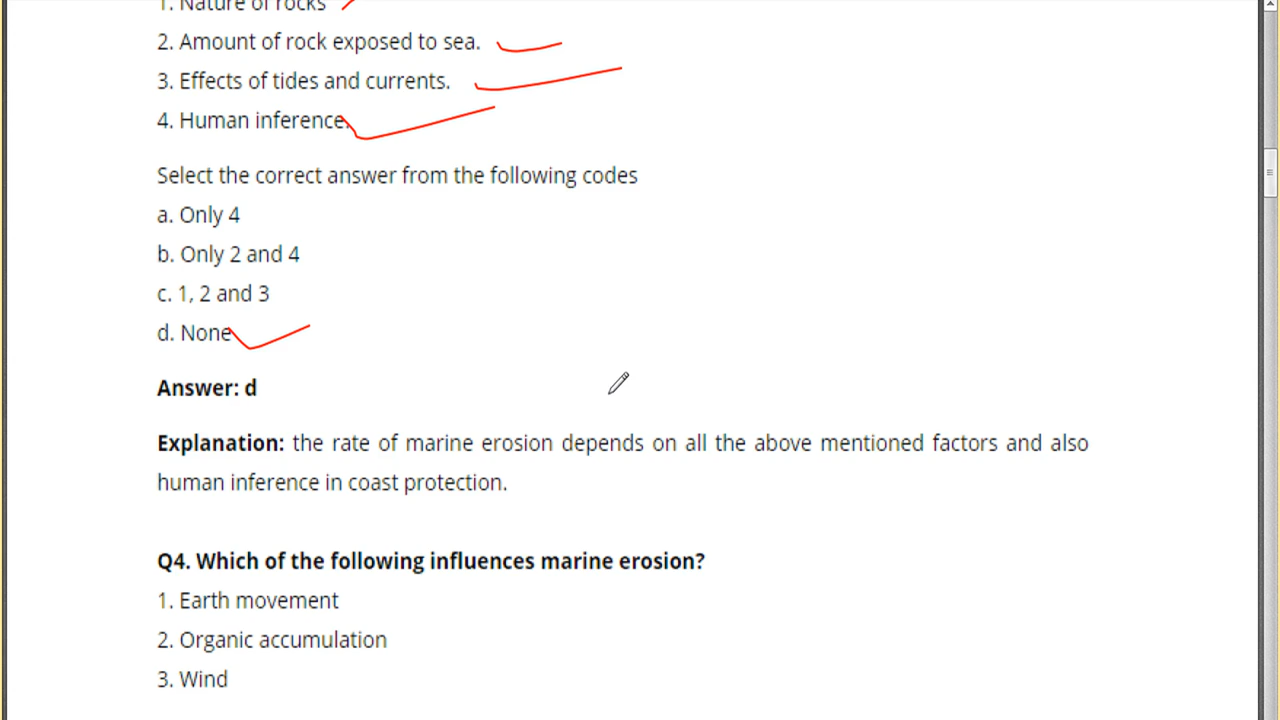 1. Nature of rocks
2. Amount of rock exposed to sea.
3. Effects of tides and currents.
4. Human inference.
Select the correct answer from the following codes
a. Only 4
b. Only 2 and 4
c. 1, 2 and 3
d. None
Answer: d
Explanation: the rate of marine erosion depends on all the above mentioned factors and also
human inference in coast protection.
Q4. Which of the following influences marine erosion?
1. Earth movement
2. Organic accumulation
3. Wind